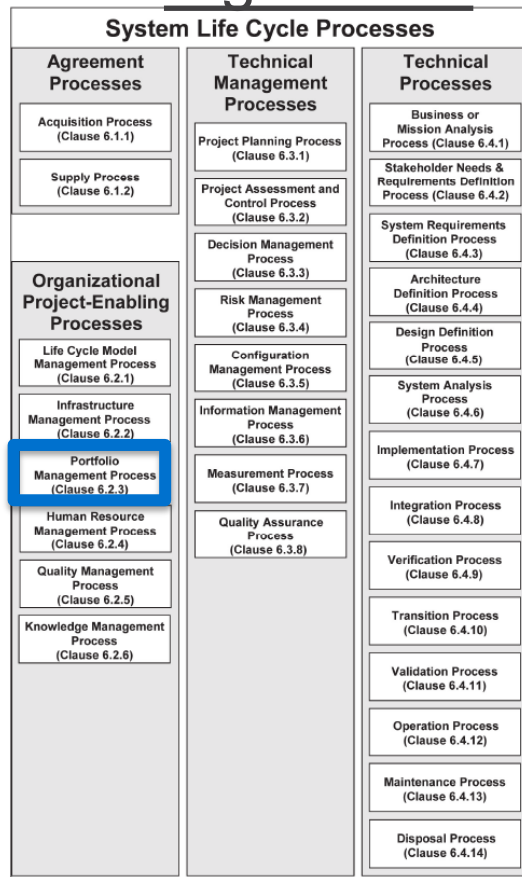 System Life Cycle Processes
Agreement
Processes
Acquisition Process
(Clause 6.1.1)
Supply Process
(Clause 6.1.2)
Organizational
Project-Enabling
Processes
Life Cycle Model
Management Process
(Clause 6.2.1)
Infrastructure
Management Process
(Clause 6.2.2)
Portfolio
Management Process
(Clause 6.2.3)
Human Resource
Management Process
(Clause 6.2.4)
Quality Management
Process
(Clause 6.2.5)
Knowledge Management
Process
(Clause 6.2.6)
Technical
Management
Processes
Project Planning Process
(Clause 6.3.1)
Project Assessment and
Control Process
(Clause 6.3.2)
Decision Management
Process
(Clause 6.3.3)
Risk Management
Process
(Clause 6.3.4)
Configuration
Management Process
(Clause 6.3.5)
Information Management
Process
(Clause 6.3.6)
Measurement Process
(Clause 6.3.7)
Quality Assurance
Process
(Clause 6.3.8)
Technical
Processes
Business or
Mission Analysis
Process (Clause 6.4.1)
Stakeholder Needs &
Requirements Definition
Process (Clause 6.4.2)
System Requirements
Definition Process
(Clause 6.4.3)
Architecture
Definition Process
(Clause 6.4.4)
Design Definition
Process
(Clause 6.4.5)
System Analysis
Process
(Clause 6.4.6)
Implementation Process
(Clause 6.4.7)
Integration Process
(Clause 6.4.8)
Verification Process
(Clause 6.4.9)
Transition Process
(Clause 6.4.10)
Validation Process
(Clause 6.4.11)
Operation Process
(Clause 6.4.12)
Maintenance Process
(Clause 6.4.13)
Disposal Process
(Clause 6.4.14)